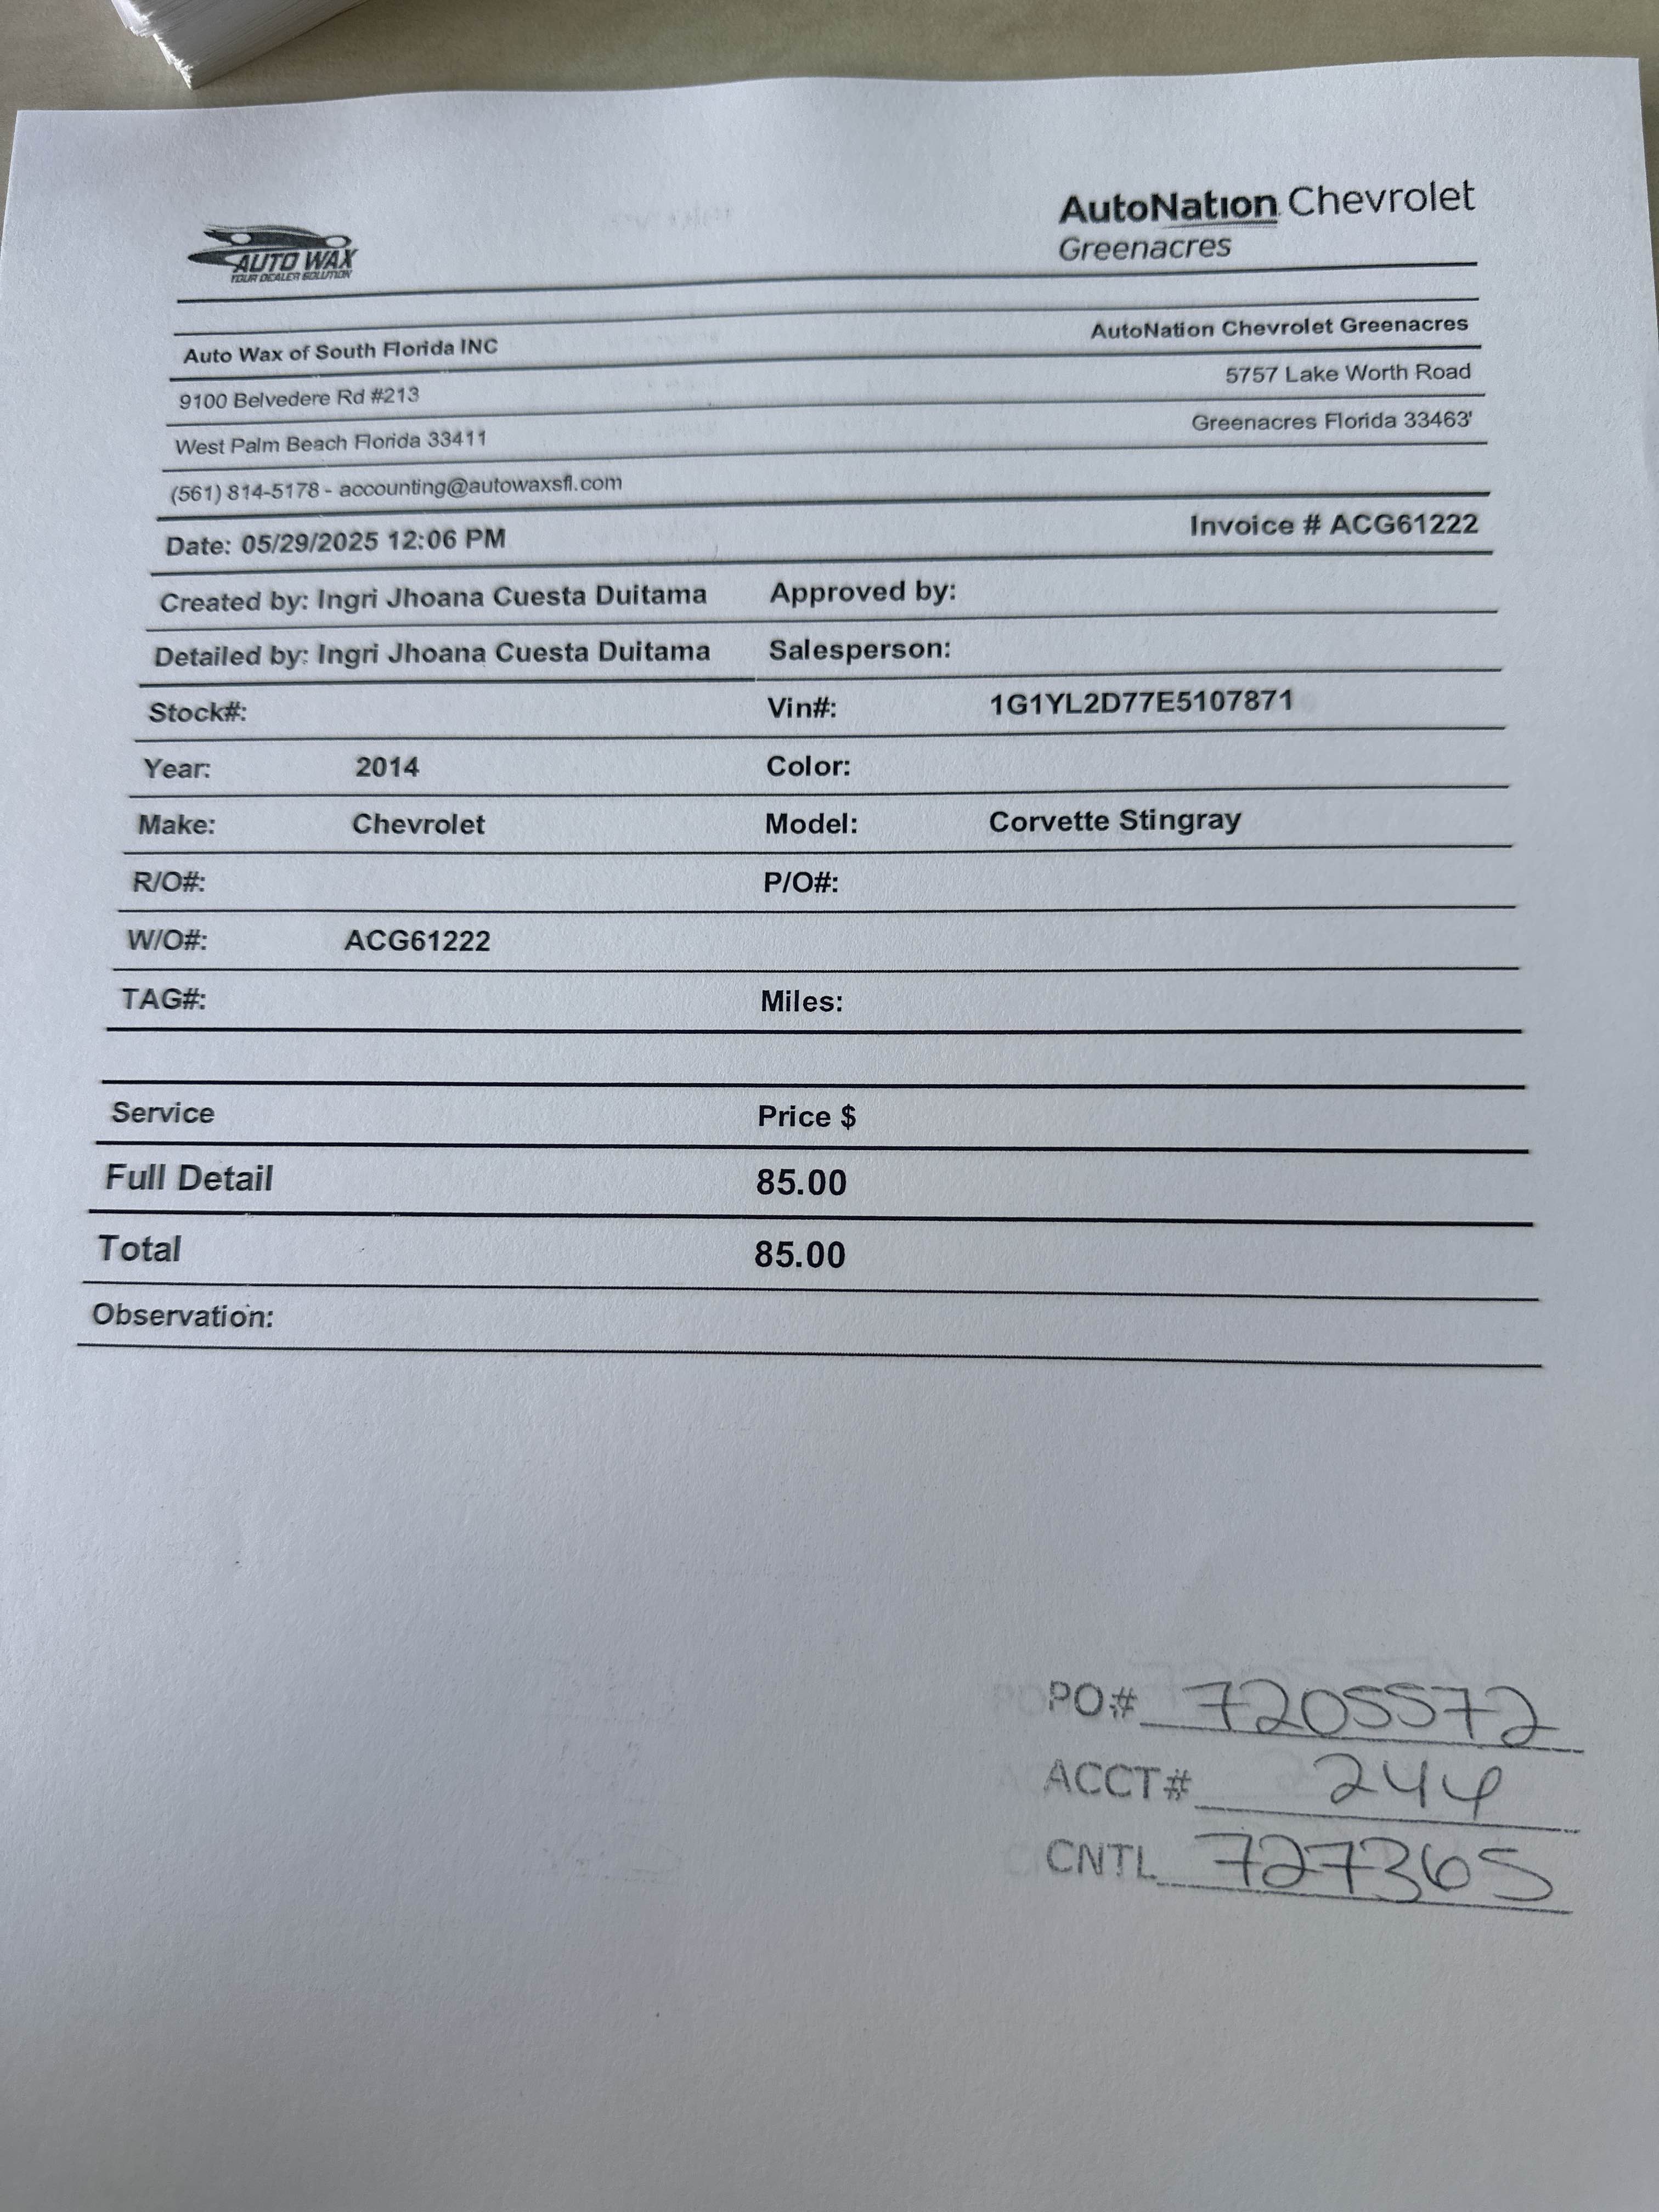 AUTO WAX
YOUR DEALER SOLUTION
AutoNation Chevrolet
Greenacres
Auto Wax of South Florida INC AutoNation Chevrolet Greenacres
9100 Belvedere Rd #213 5757 Lake Worth Road
West Palm Beach Florida 33411 Greenacres Florida 33463'
(561) 814-5178 - accounting@autowaxsfl.com
Date: 05/29/2025 12:06 PM Invoice # ACG61222
Created by: Ingri Jhoana Cuesta Duitama Approved by:
Detailed by: Ingri Jhoana Cuesta Duitama Salesperson:
Stock#: Vin#: 1G1YL2D77E5107871
Year: 2014 Color:
Make: Chevrolet Model: Corvette Stingray
R/O#: P/O#:
W/O#: ACG61222
TAG#: Miles:
Service Price $
Full Detail 85.00
Total 85.00
Observation:
PO# 7205572
ACCT# 244
CNTL 727365